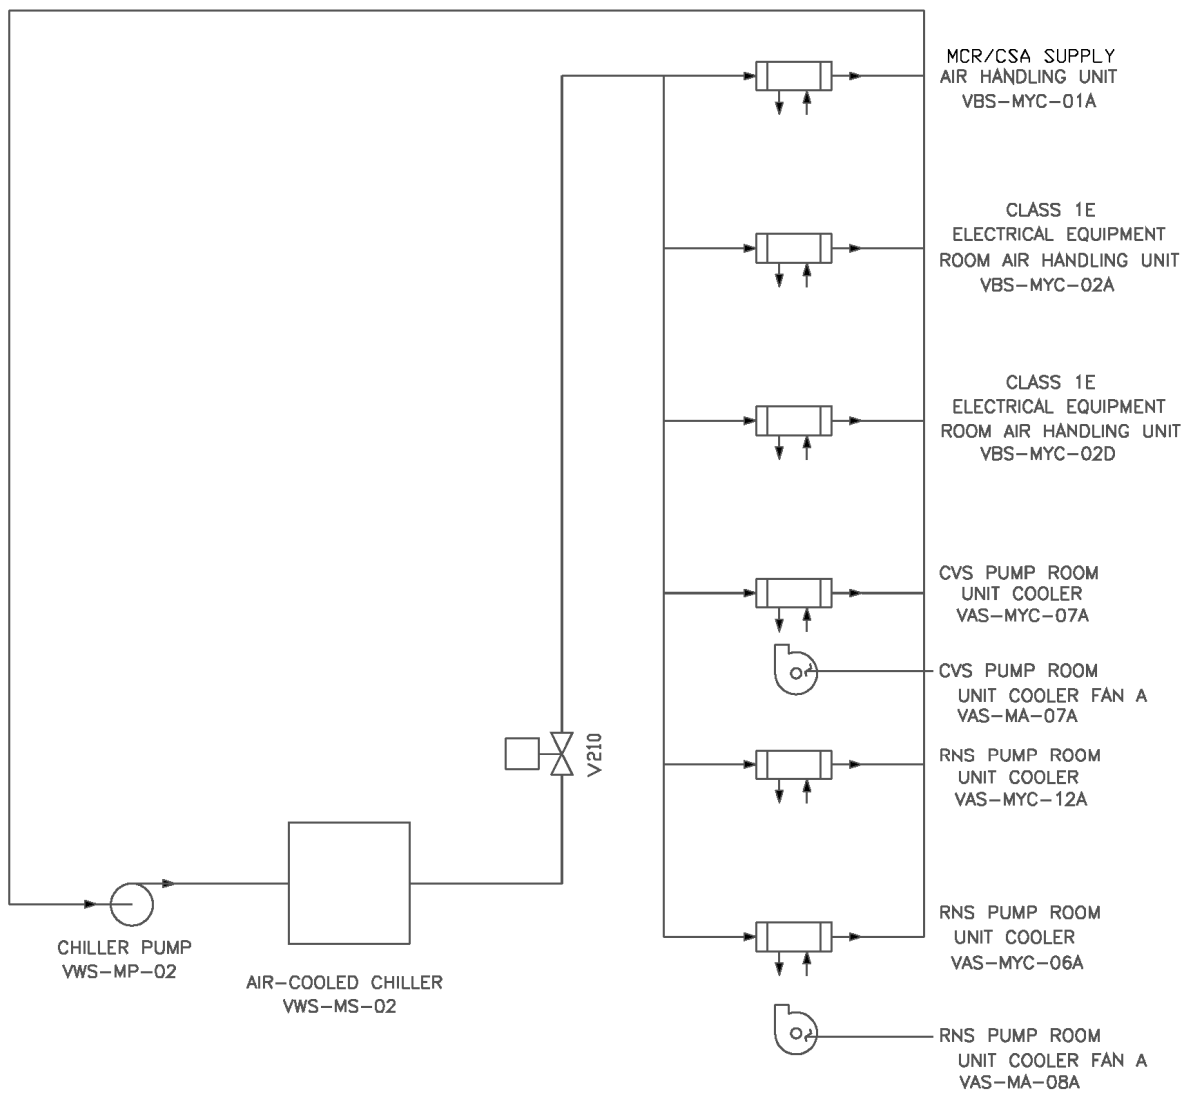 MCR/CSA SUPPLY
AIR HANDLING UNIT
VBS-MYC-01A
CLASS 1E
ELECTRICAL EQUIPMENT
ROOM AIR HANDLING UNIT
VBS-MYC-02A
CLASS 1E
ELECTRICAL EQUIPMENT
ROOM AIR HANDLING UNIT
VBS-MYC-02D
CVS PUMP ROOM
UNIT COOLER
VAS-MYC-07A
CVS PUMP ROOM
UNIT COOLER FAN A
VAS-MA-07A
V210
RNS PUMP ROOM
UNIT COOLER
VAS-MYC-12A
RNS PUMP ROOM
UNIT COOLER
VAS-MYC-06A
CHILLER PUMP
VWS-MP-02
AIR-COOLED CHILLER
VWS-MS-02
RNS PUMP ROOM
UNIT COOLER FAN A
VAS-MA-08A